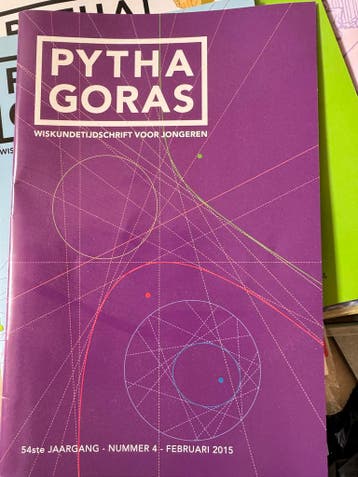 PYTHA
GORAS
WISKUNDETIJDSCHRIFT VOOR JONGEREN
54ste JAARGANG - NUMMER 4 - FEBRUARI 2015